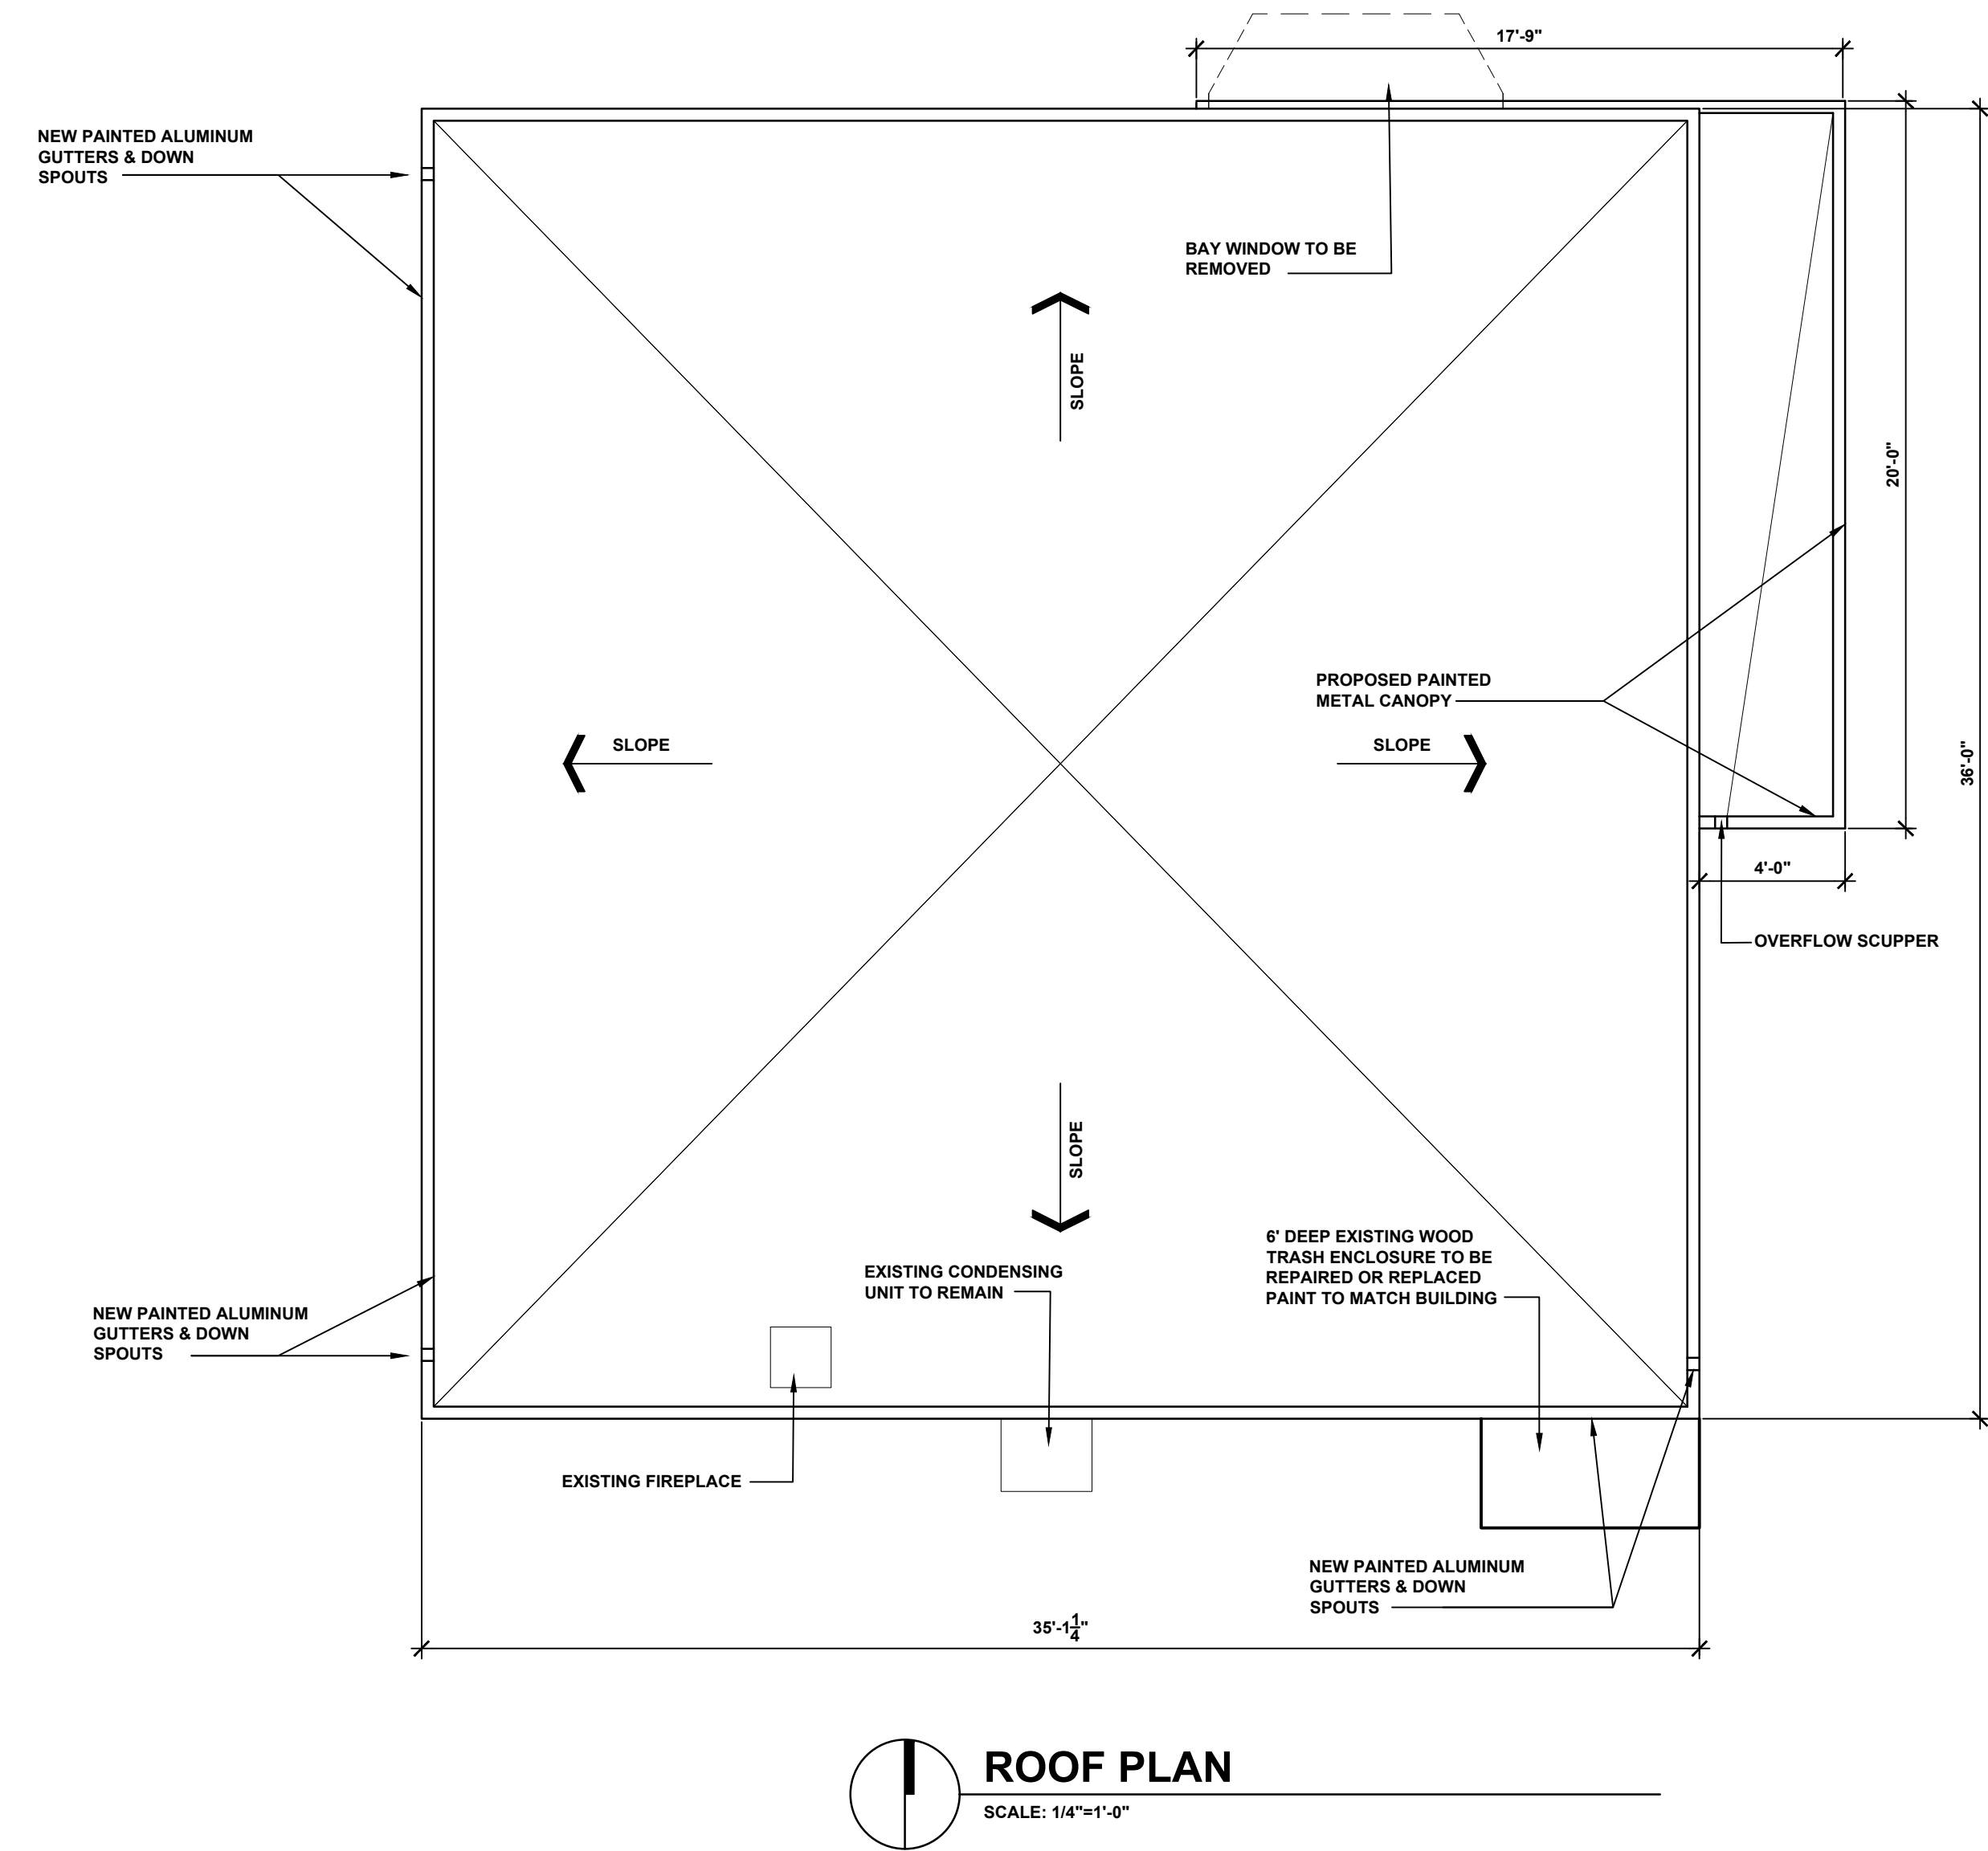 17'-9"
NEW PAINTED ALUMINUM
GUTTERS & DOWN
SPOUTS
BAY WINDOW TO BE
REMOVED
SLOPE
20'-0"
PROPOSED PAINTED
METAL CANOPY
SLOPE
SLOPE
36'-0"
4'-0"
OVERFLOW SCUPPER
SLOPE
6' DEEP EXISTING WOOD
TRASH ENCLOSURE TO BE
REPAIRED OR REPLACED
PAINT TO MATCH BUILDING
EXISTING CONDENSING
UNIT TO REMAIN
NEW PAINTED ALUMINUM
GUTTERS & DOWN
SPOUTS
EXISTING FIREPLACE
NEW PAINTED ALUMINUM
GUTTERS & DOWN
SPOUTS
35'-1 1/4"
ROOF PLAN
SCALE: 1/4"=1'-0"